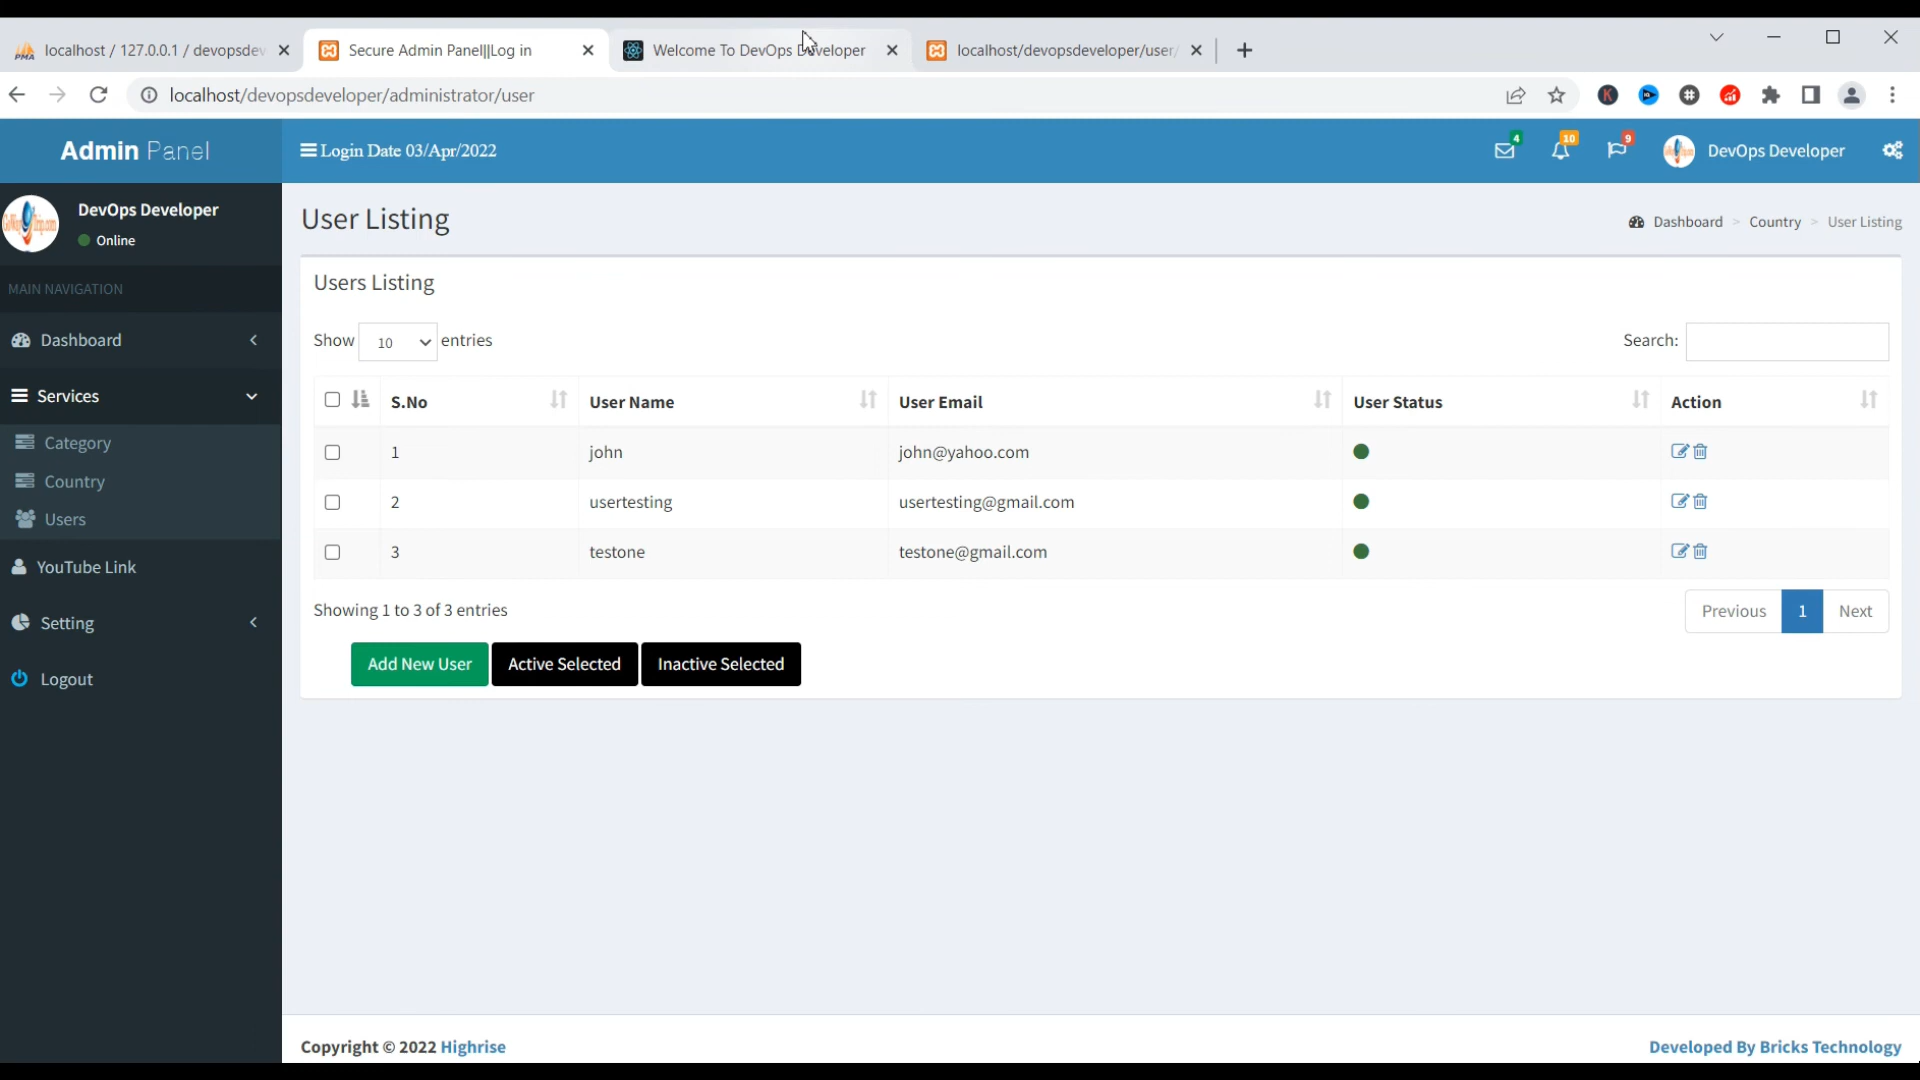 localhost / 127.0.0.1 / devopsdev
Secure Admin Panel||Log in
Welcome To DevOps Developer
localhost/devopsdeveloper/user/
localhost/devopsdeveloper/administrator/user
Admin Panel
Login Date 03/Apr/2022
4
10
9
DevOps Developer
DevOps Developer
Online
User Listing
Dashboard > Country > User Listing
MAIN NAVIGATION
Dashboard
Services
Category
Country
Users
YouTube Link
Setting
Logout
Users Listing
Show 10 entries
Search:
S.No User Name User Email User Status Action
1 john john@yahoo.com
2 usertesting usertesting@gmail.com
3 testone testone@gmail.com
Showing 1 to 3 of 3 entries
Previous 1 Next
Add New User Active Selected Inactive Selected
Copyright © 2022 Highrise
Developed By Bricks Technology